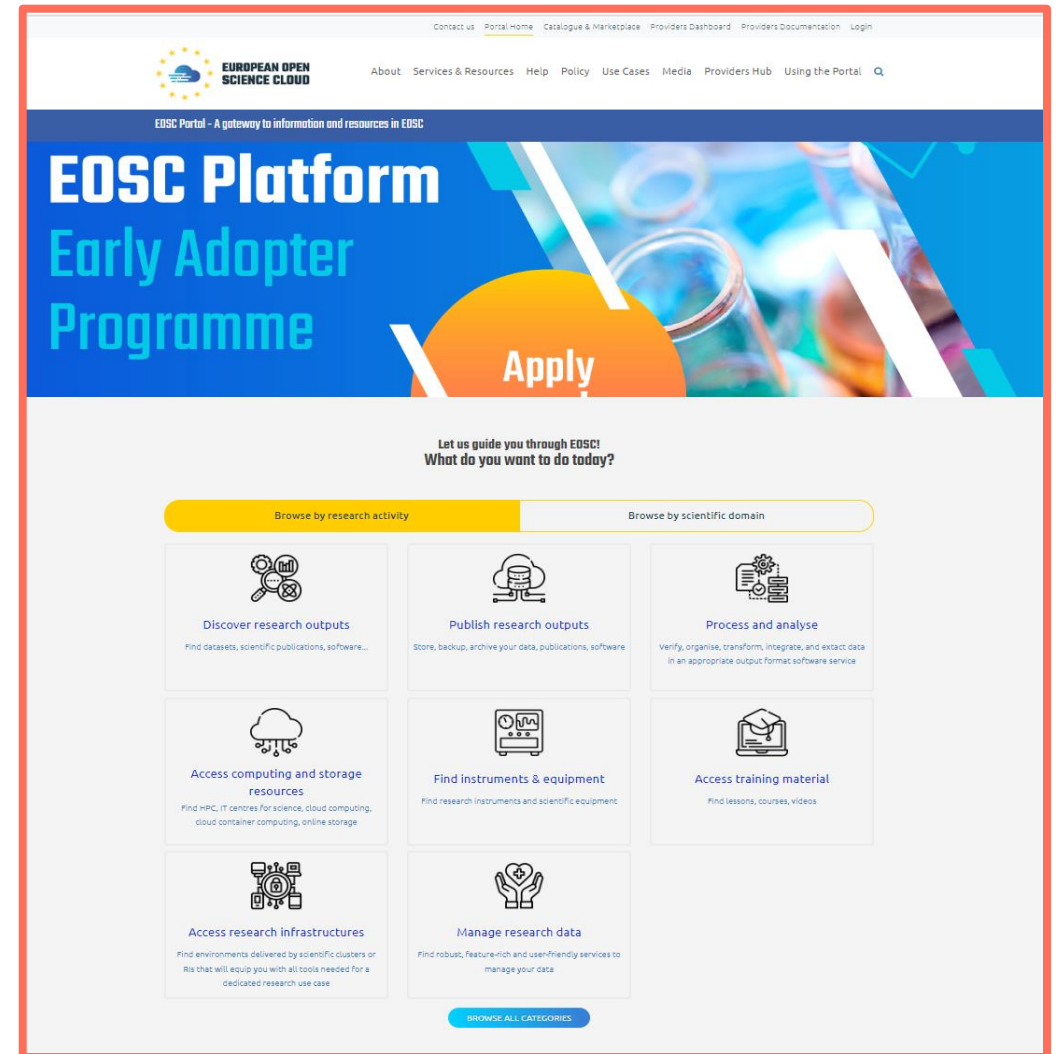 Contact us Portal Home Catalogue & Marketplace Providers Dashboard Providers Documentation Login
EUROPEAN OPEN
SCIENCE CLOUD
About Services & Resources Help Policy Use Cases Media Providers Hub Using the Portal
EOSC Portal - A gateway to information and resources in EOSC
EOSC Platform
Early Adopter
Programme
Apply
Let us guide you through EOSC!
What do you want to do today?
Browse by research activity
Browse by scientific domain
Discover research outputs
Find datasets, scientific publications, software...
Publish research outputs
Store, backup, archive your data, publications, software
Process and analyse
Verify, organise, transform, integrate, and extact data
in an appropriate output format software service
Access computing and storage
resources
Find HPC, IT centres for science, cloud computing,
cloud container computing, online storage
Find instruments & equipment
Find research instruments and scientific equipment
Access training material
Find lessons, courses, videos
Access research infrastructures
Find environments delivered by scientific clusters or
RIs that will equip you with all tools needed for a
dedicated research use case
Manage research data
Find robust, feature-rich and user-friendly services to
manage your data
BROWSE ALL CATEGORIES